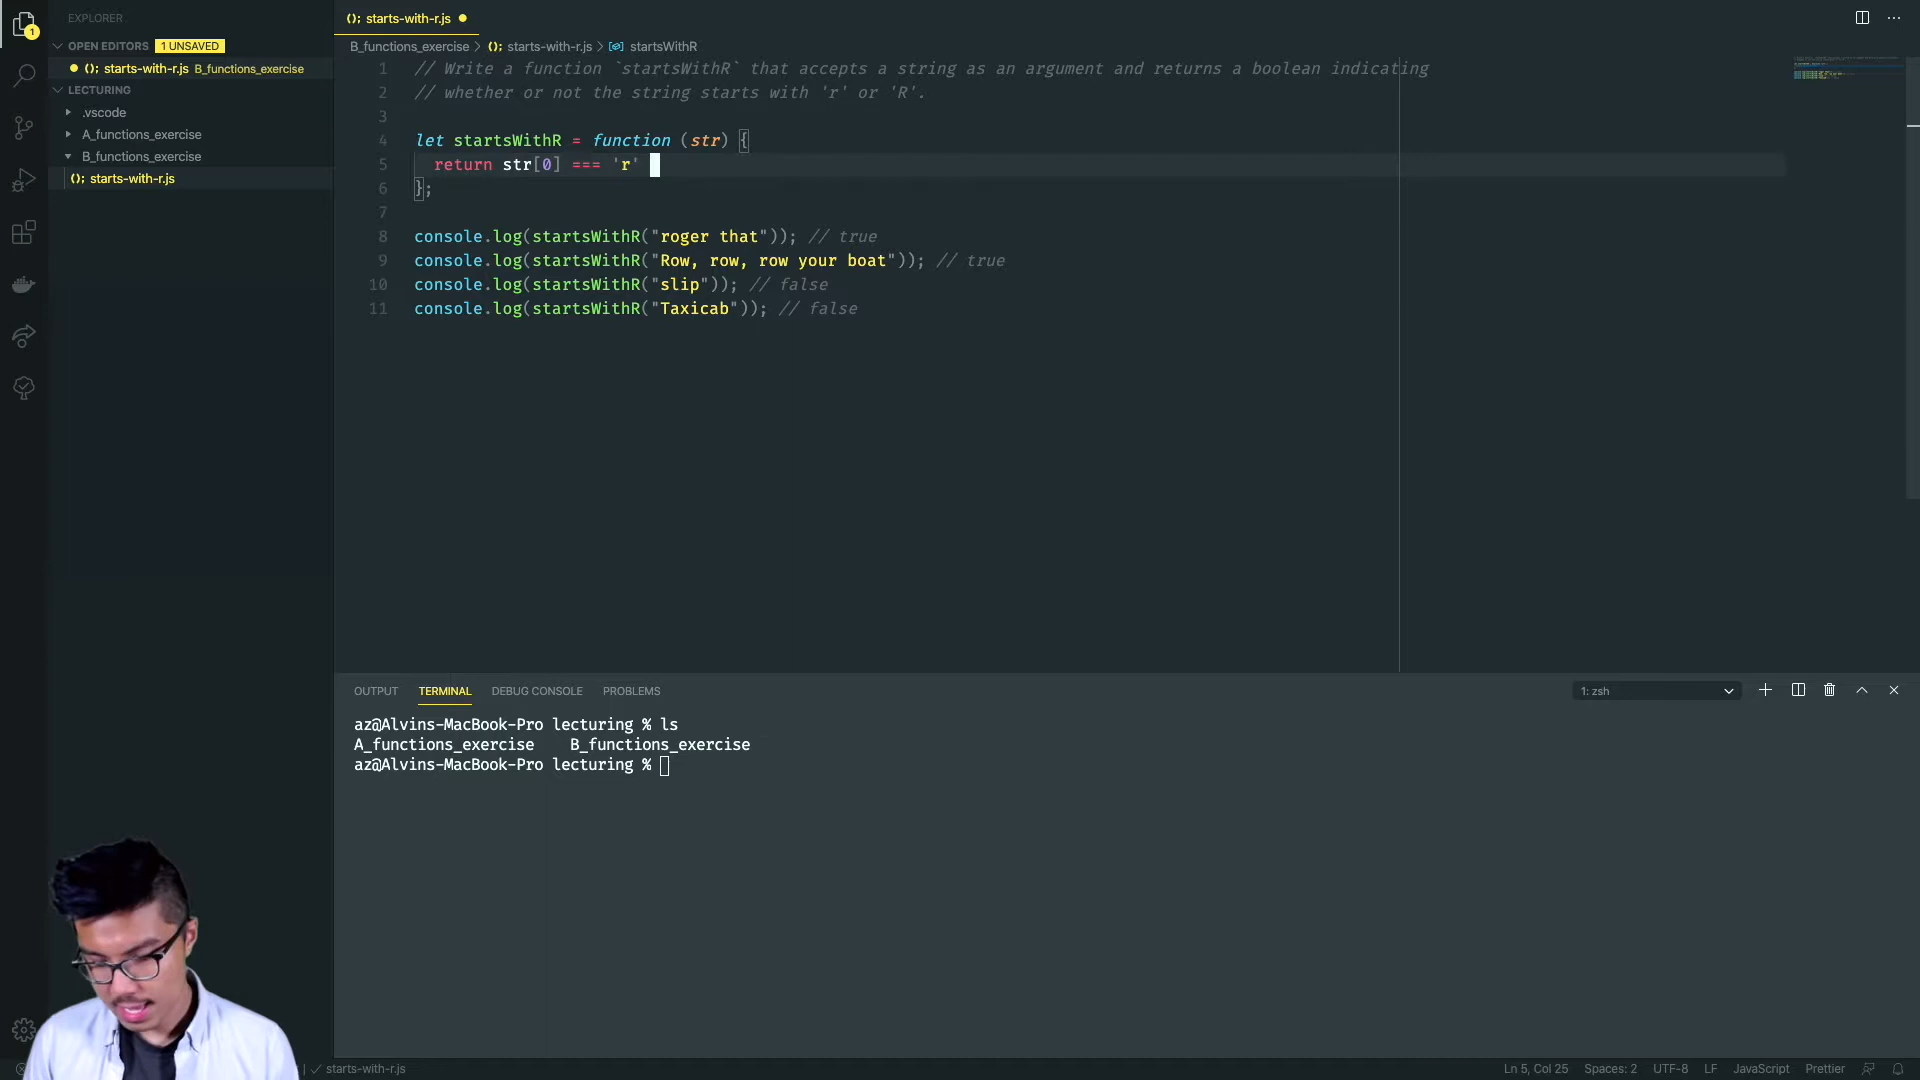 EXPLORER
OPEN EDITORS 1 UNSAVED
(); starts-with-r.js B_functions_exercise
LECTURING
.vscode
A_functions_exercise
B_functions_exercise
(); starts-with-r.js
1
(); starts-with-r.js
B_functions_exercise > (); starts-with-r.js > startsWithR
1 // Write a function `startsWithR` that accepts a string as an argument and returns a boolean indicating
2 // whether or not the string starts with 'r' or 'R'.
3
4 let startsWithR = function (str) {
5 return str[0] === 'r'
6 };
7
8 console.log(startsWithR("roger that")); // true
9 console.log(startsWithR("Row, row, row your boat")); // true
10 console.log(startsWithR("slip")); // false
11 console.log(startsWithR("Taxicab")); // false
OUTPUT TERMINAL DEBUG CONSOLE PROBLEMS 1: zsh
az@Alvins-MacBook-Pro lecturing % ls
A_functions_exercise B_functions_exercise
az@Alvins-MacBook-Pro lecturing %
starts-with-r.js Ln 5, Col 25 Spaces: 2 UTF-8 LF JavaScript Prettier